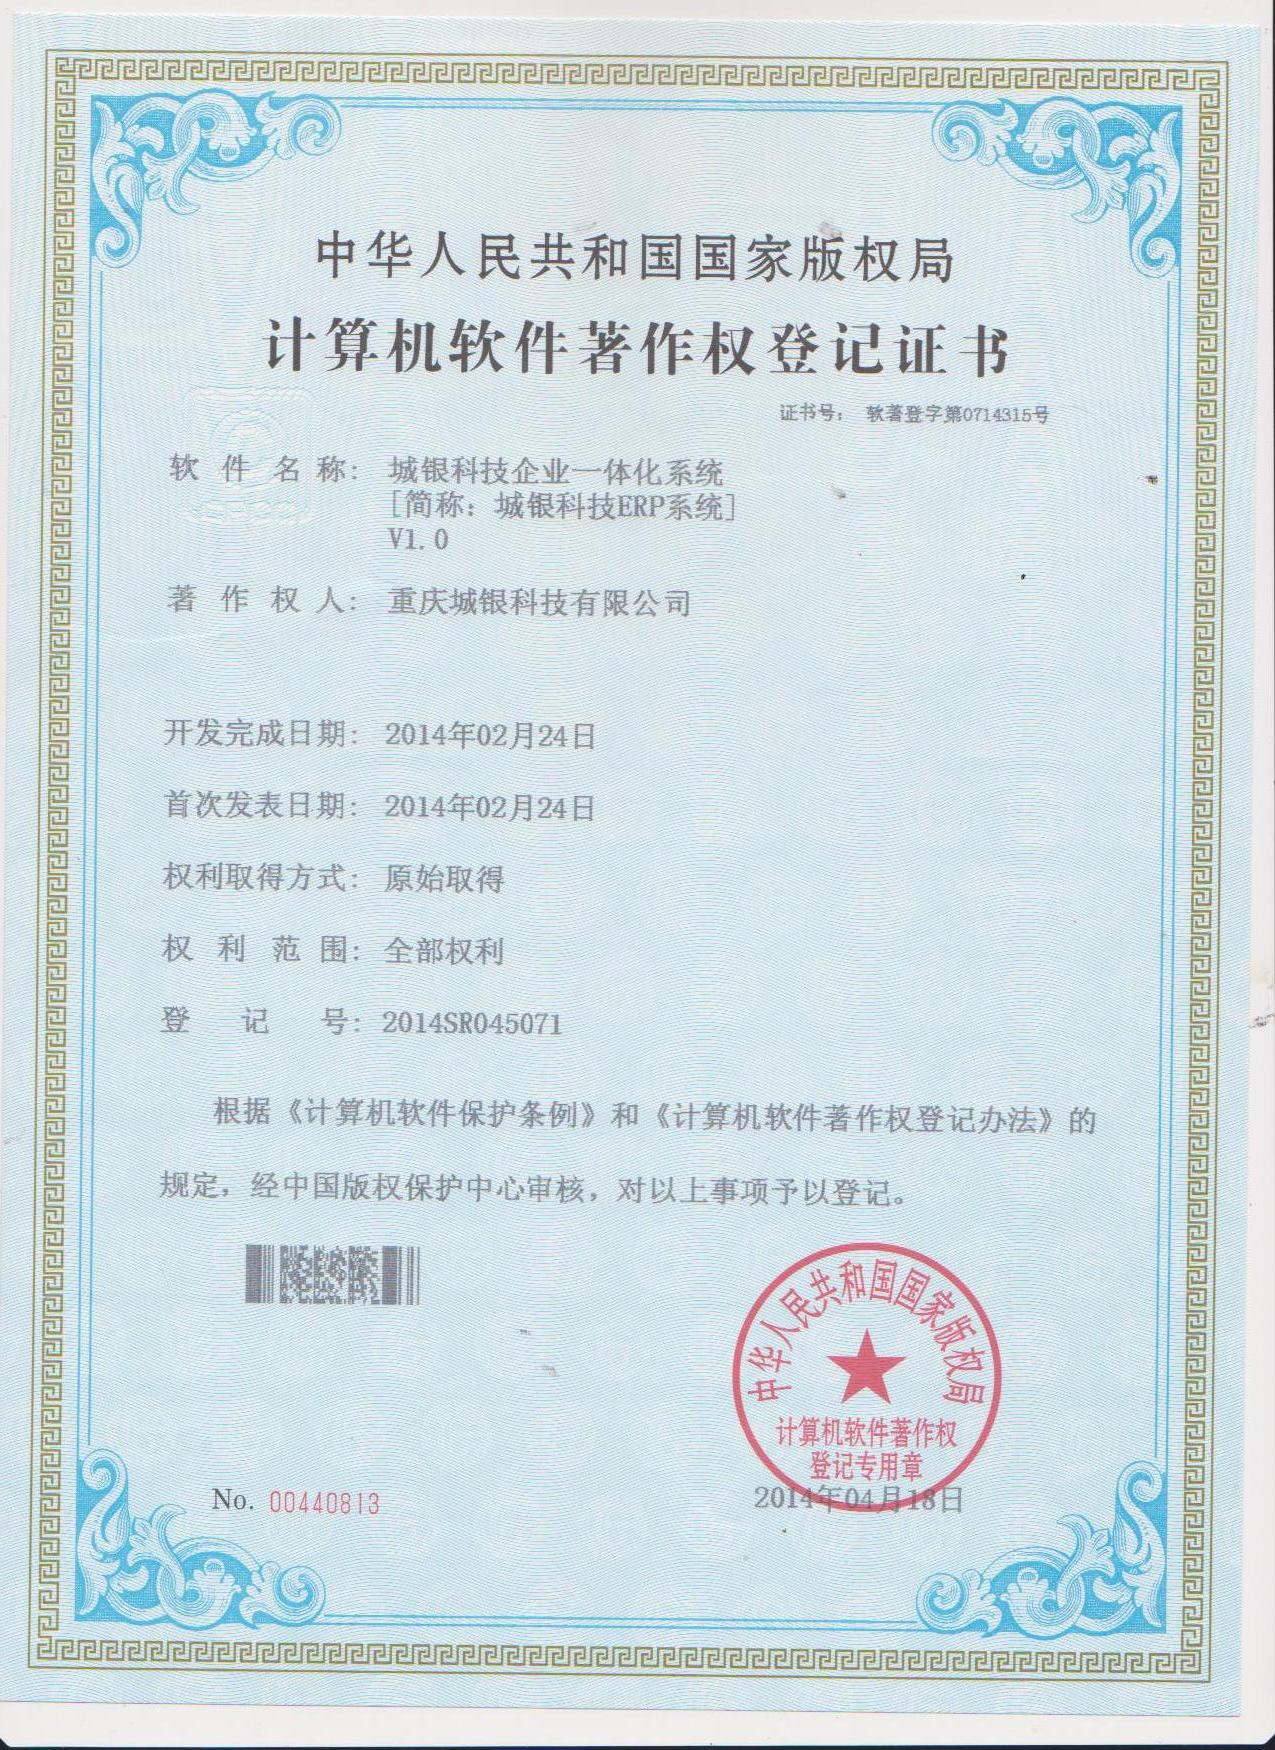 中华人民共和国国家版权局
计算机软件著作权登记证书
证书号： 软著登字第0714315号
软件名称： 城银科技企业一体化系统
[简称：城银科技ERP系统]
V1.0
著作权人： 重庆城银科技有限公司
开发完成日期： 2014年02月24日
首次发表日期： 2014年02月24日
权利取得方式： 原始取得
权利范围： 全部权利
登记号： 2014SR045071
根据《计算机软件保护条例》和《计算机软件著作权登记办法》的
规定，经中国版权保护中心审核，对以上事项予以登记。
中华人民共和国国家版权局
计算机软件著作权
登记专用章
No. 00440813
2014年04月18日